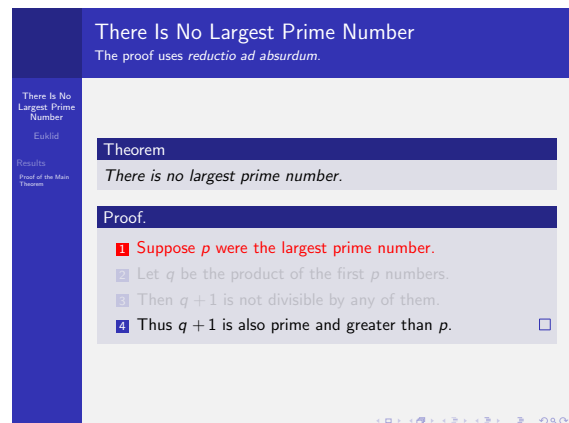 There Is No Largest Prime Number
The proof uses reductio ad absurdum.
There Is No
Largest Prime
Number
Euklid
Results
Proof of the Main
Theorem
Theorem
There is no largest prime number.
Proof.
1 Suppose p were the largest prime number.
2 Let q be the product of the first p numbers.
3 Then q + 1 is not divisible by any of them.
4 Thus q + 1 is also prime and greater than p. □